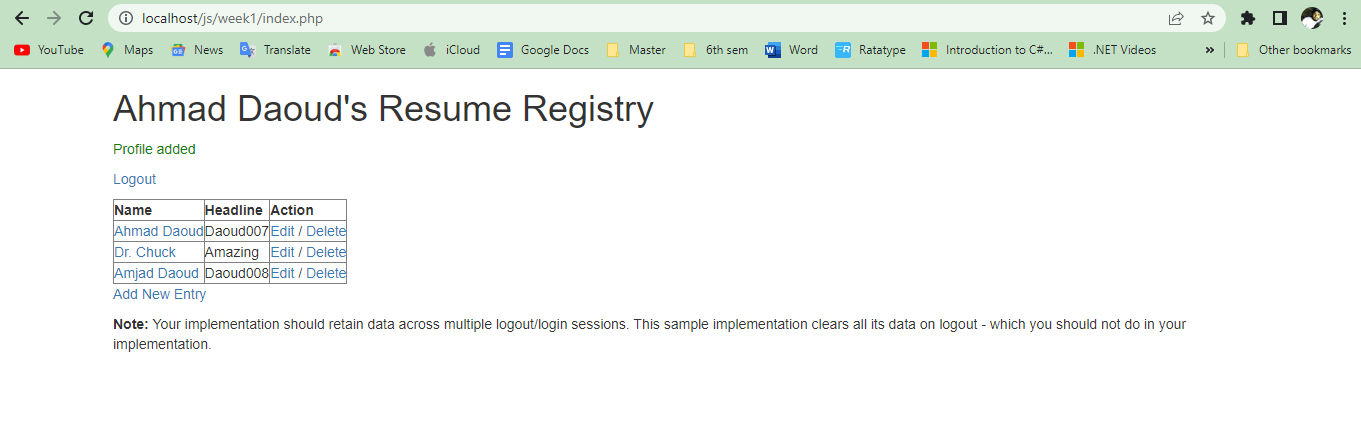 localhost/js/week1/index.php
YouTube Maps News Translate Web Store iCloud Google Docs Master 6th sem Word Ratatype Introduction to C#... .NET Videos » Other bookmarks
Ahmad Daoud's Resume Registry
Profile added
Logout
Name Headline Action
Ahmad Daoud Daoud007 Edit / Delete
Dr. Chuck Amazing Edit / Delete
Amjad Daoud Daoud008 Edit / Delete
Add New Entry
Note: Your implementation should retain data across multiple logout/login sessions. This sample implementation clears all its data on logout - which you should not do in your
implementation.